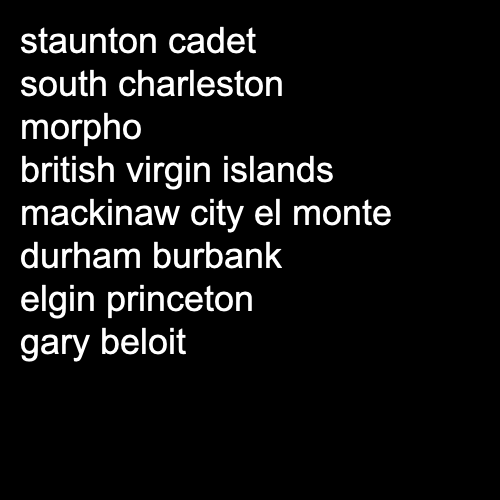 staunton cadet
south charleston
morpho
british virgin islands
mackinaw city el monte
durham burbank
elgin princeton
gary beloit